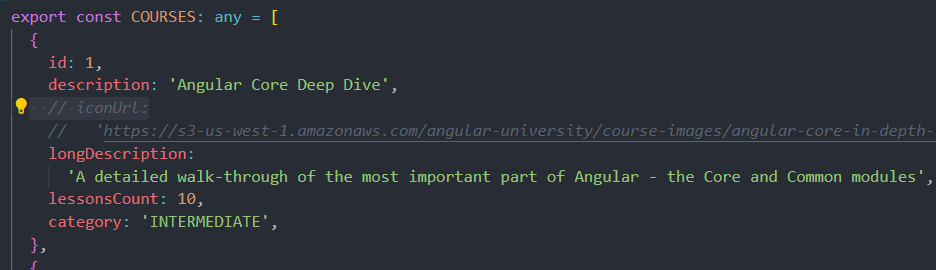 export const COURSES: any = [
{
id: 1,
description: 'Angular Core Deep Dive',
// iconUrl:
// 'https://s3-us-west-1.amazonaws.com/angular-university/course-images/angular-core-in-depth-
longDescription:
'A detailed walk-through of the most important part of Angular - the Core and Common modules',
lessonsCount: 10,
category: 'INTERMEDIATE',
},
{